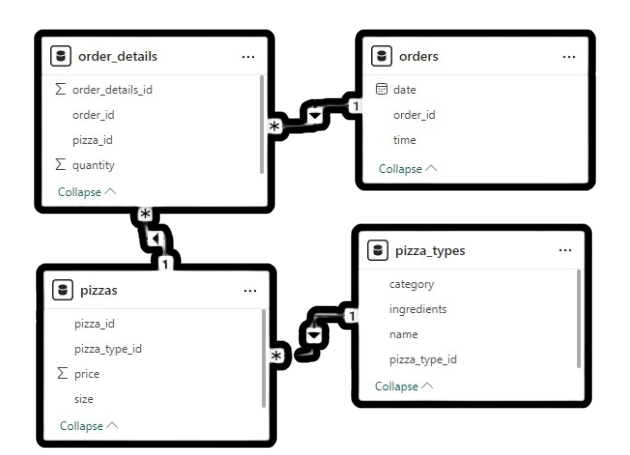 order_details ...
Σ order_details_id
order_id
pizza_id
Σ quantity
Collapse
orders ...
date
order_id
time
Collapse
*
1
*
1
pizzas ...
pizza_id
pizza_type_id
Σ price
size
Collapse
*
1
pizza_types ...
category
ingredients
name
pizza_type_id
Collapse